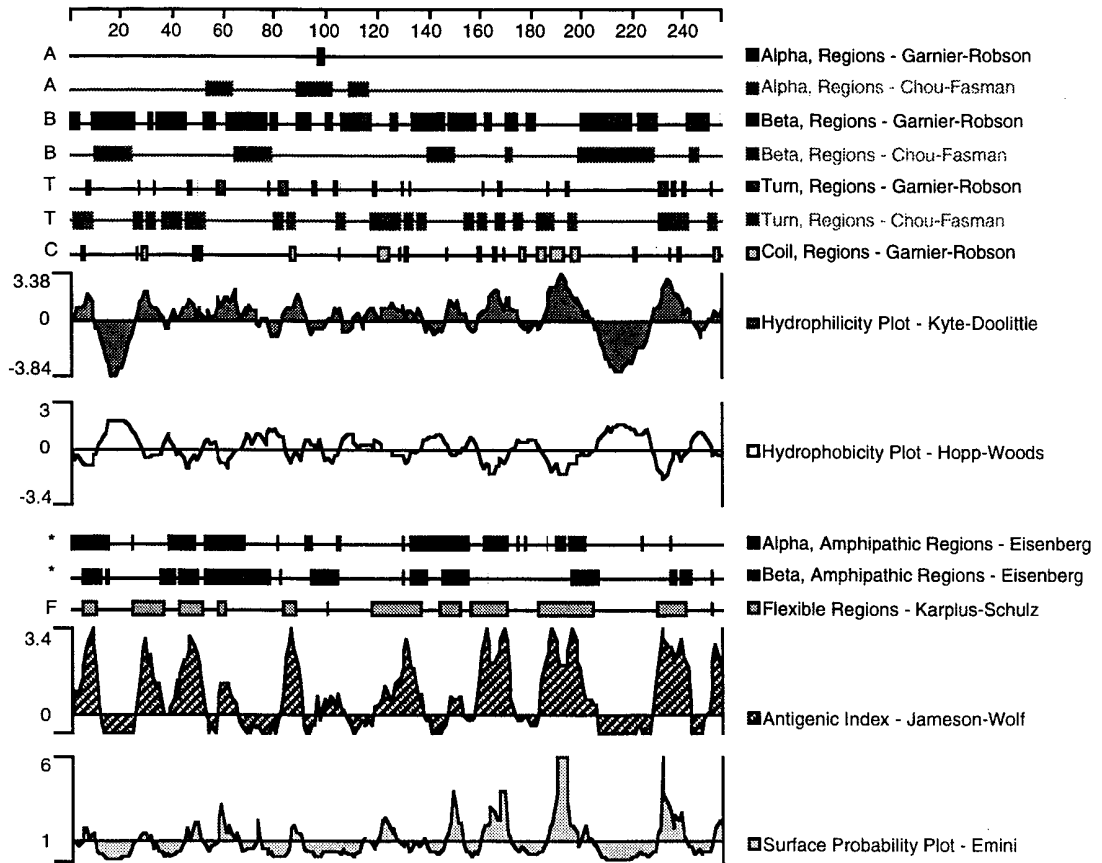 20 40 60 80 100 120 140 160 180 200 220 240
A Alpha, Regions - Garnier-Robson
A Alpha, Regions - Chou-Fasman
B Beta, Regions - Garnier-Robson
B Beta, Regions - Chou-Fasman
T Turn, Regions - Garnier-Robson
T Turn, Regions - Chou-Fasman
C Coil, Regions - Garnier-Robson
3.38
0 Hydrophilicity Plot - Kyte-Doolittle
-3.84
3
0 Hydrophobicity Plot - Hopp-Woods
-3.4
* Alpha, Amphipathic Regions - Eisenberg
* Beta, Amphipathic Regions - Eisenberg
F Flexible Regions - Karplus-Schulz
3.4
0 Antigenic Index - Jameson-Wolf
6
1 Surface Probability Plot - Emini